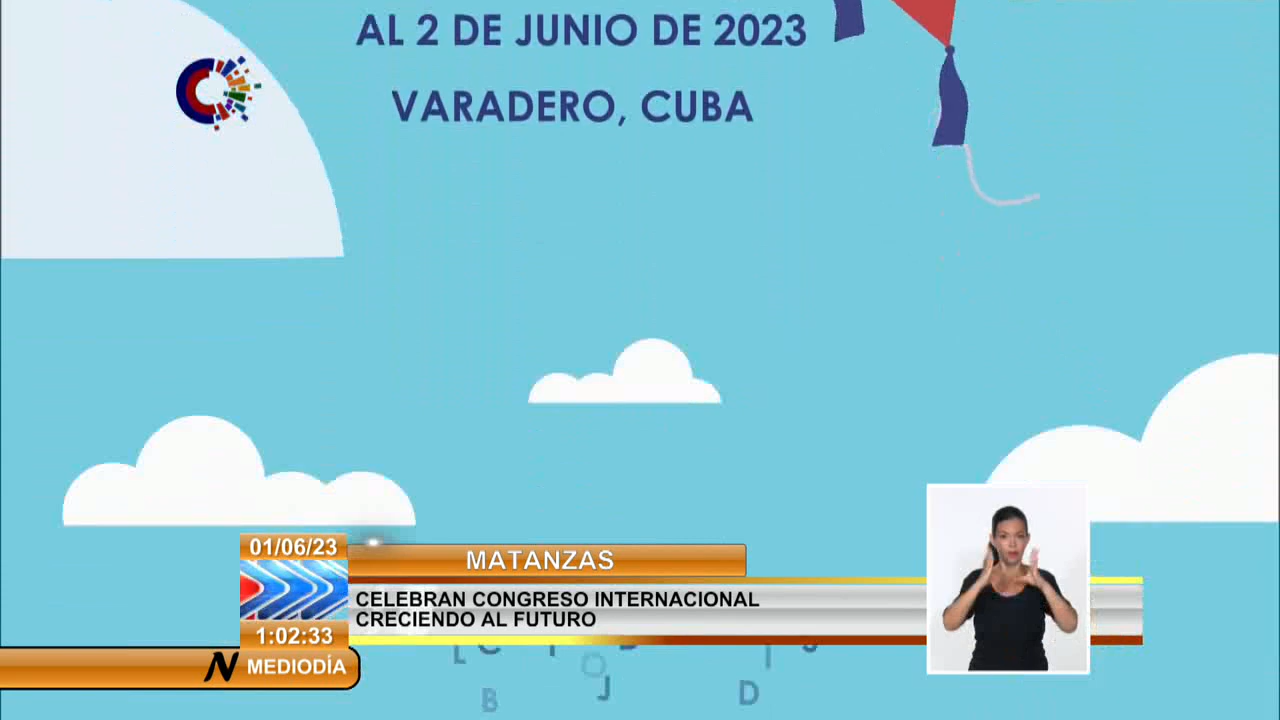 AL 2 DE JUNIO DE 2023
VARADERO, CUBA
01/06/23
MATANZAS
CELEBRAN CONGRESO INTERNACIONAL
CRECIENDO AL FUTURO
1:02:33
N MEDIODÍA
B J D